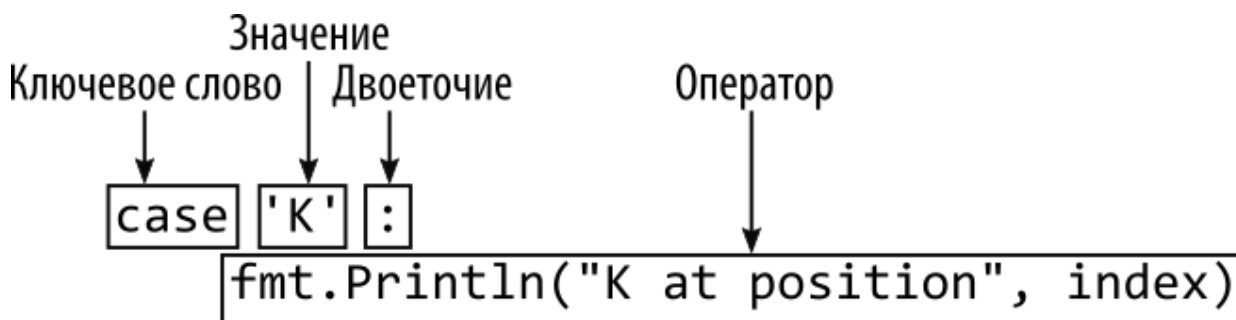 Значение
Ключевое слово Двоеточие Оператор
case 'K' :
fmt.Println("K at position", index)